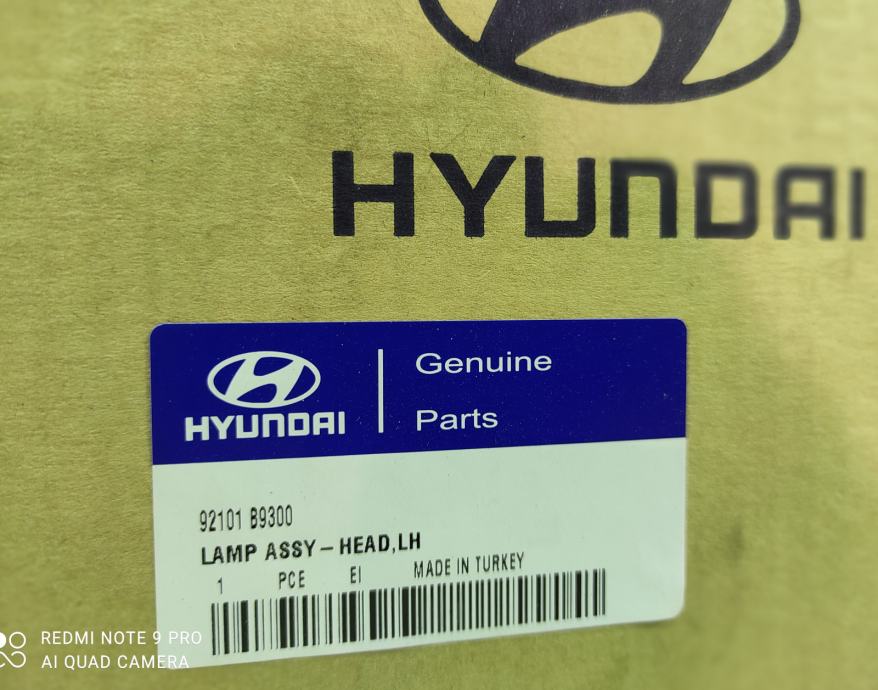 HYUNDAI
HYUNDAI
Genuine
Parts
92101 B9300
LAMP ASSY-HEAD,LH
1 PCE EI MADE IN TURKEY
REDMI NOTE 9 PRO
AI QUAD CAMERA